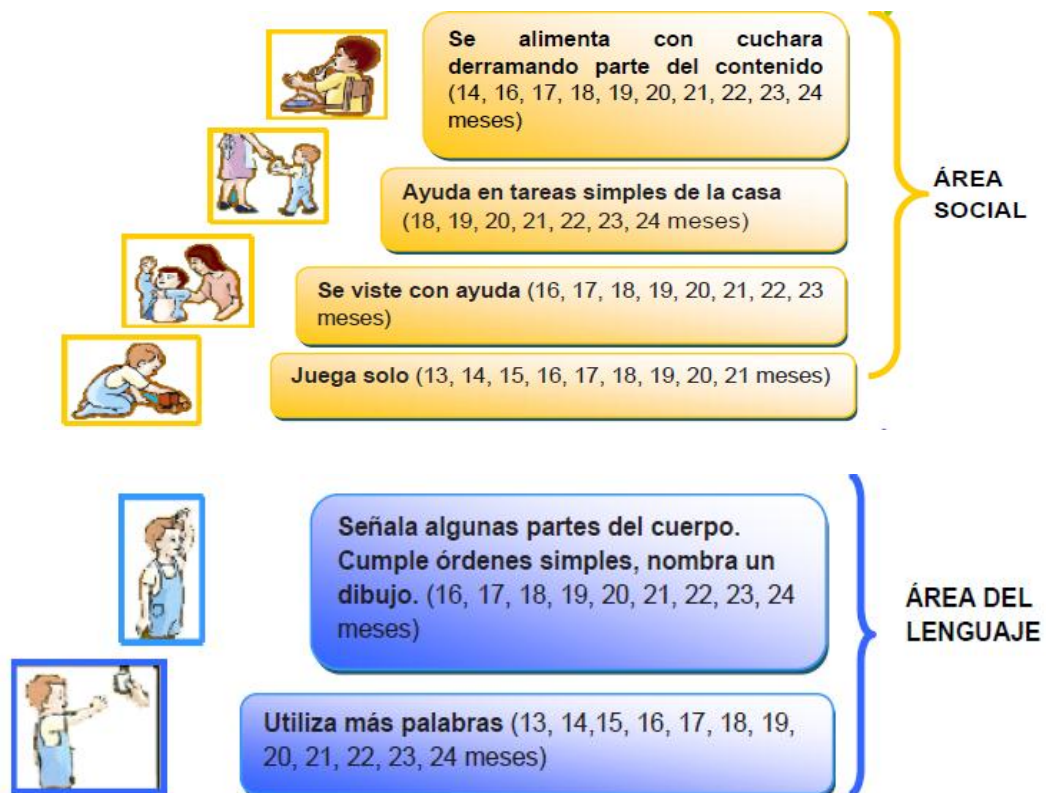 Se alimenta con cuchara
derramando parte del contenido
(14, 16, 17, 18, 19, 20, 21, 22, 23, 24
meses)
Ayuda en tareas simples de la casa
(18, 19, 20, 21, 22, 23, 24 meses)
Se viste con ayuda (16, 17, 18, 19, 20, 21, 22, 23
meses)
Juega solo (13, 14, 15, 16, 17, 18, 19, 20, 21 meses)
ÁREA
SOCIAL
Señala algunas partes del cuerpo.
Cumple órdenes simples, nombra un
dibujo. (16, 17, 18, 19, 20, 21, 22, 23, 24
meses)
Utiliza más palabras (13, 14,15, 16, 17, 18, 19,
20, 21, 22, 23, 24 meses)
ÁREA DEL
LENGUAJE